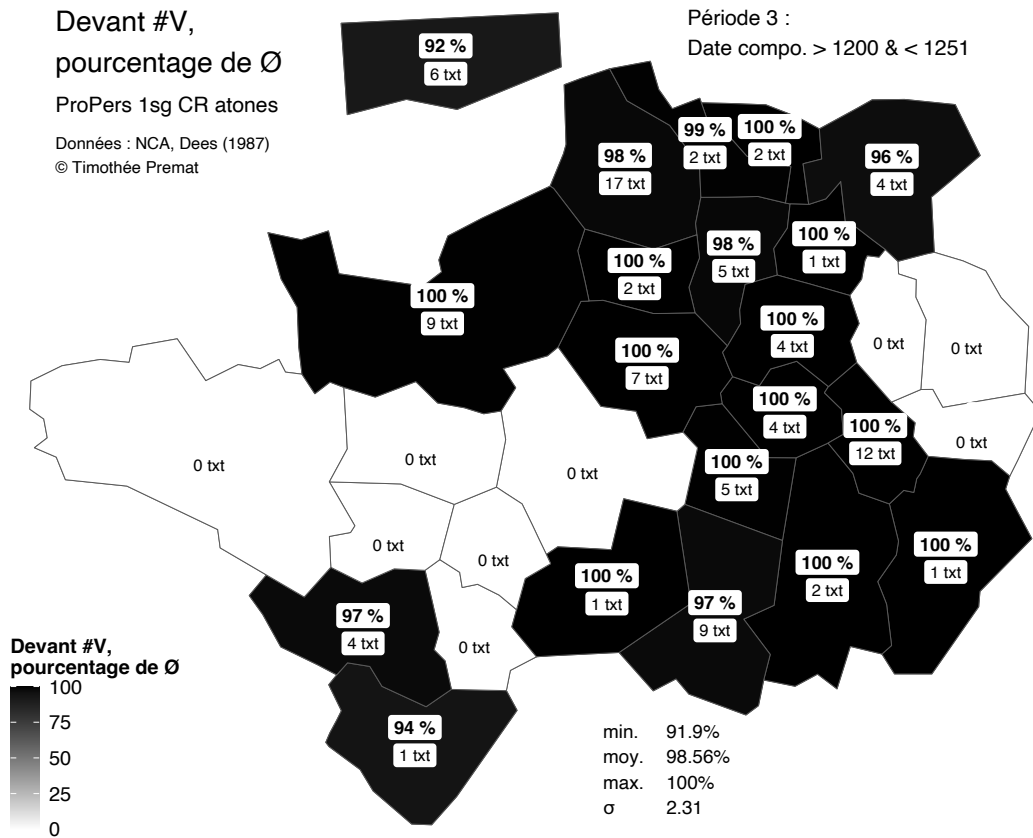 Devant #V,
pourcentage de Ø
ProPers 1sg CR atones
Données : NCA, Dees (1987)
© Timothée Premat
Période 3 :
Date compo. > 1200 & < 1251
92 %
6 txt
99 %
2 txt
100 %
2 txt
98 %
17 txt
96 %
4 txt
100 %
1 txt
98 %
5 txt
100 %
2 txt
100 %
9 txt
100 %
4 txt
0 txt
0 txt
100 %
7 txt
100 %
4 txt
100 %
12 txt
0 txt
0 txt
0 txt
100 %
5 txt
0 txt
0 txt
0 txt
100 %
1 txt
100 %
2 txt
100 %
1 txt
97 %
9 txt
97 %
4 txt
0 txt
94 %
1 txt
Devant #V,
pourcentage de Ø
100
75
50
25
0
min. 91.9%
moy. 98.56%
max. 100%
σ 2.31